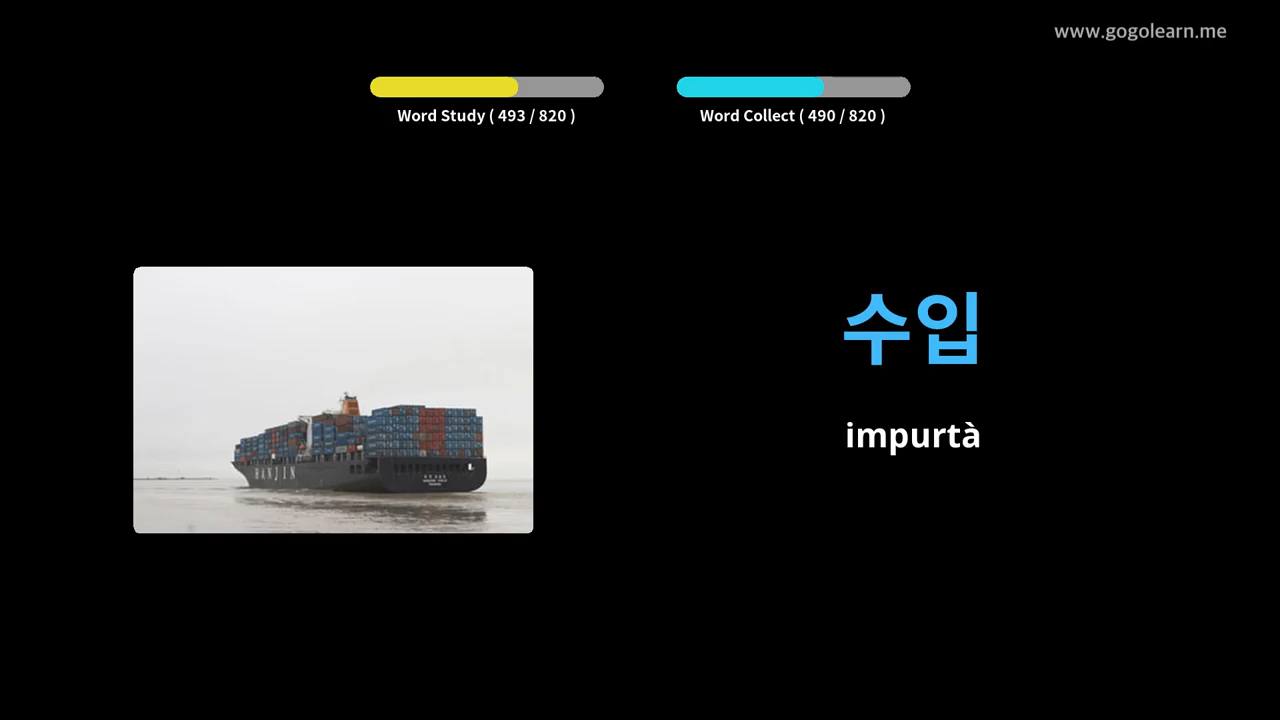 www.gogolearn.me
Word Study ( 493 / 820 )
Word Collect ( 490 / 820 )
수입
impurtà
HANJIN